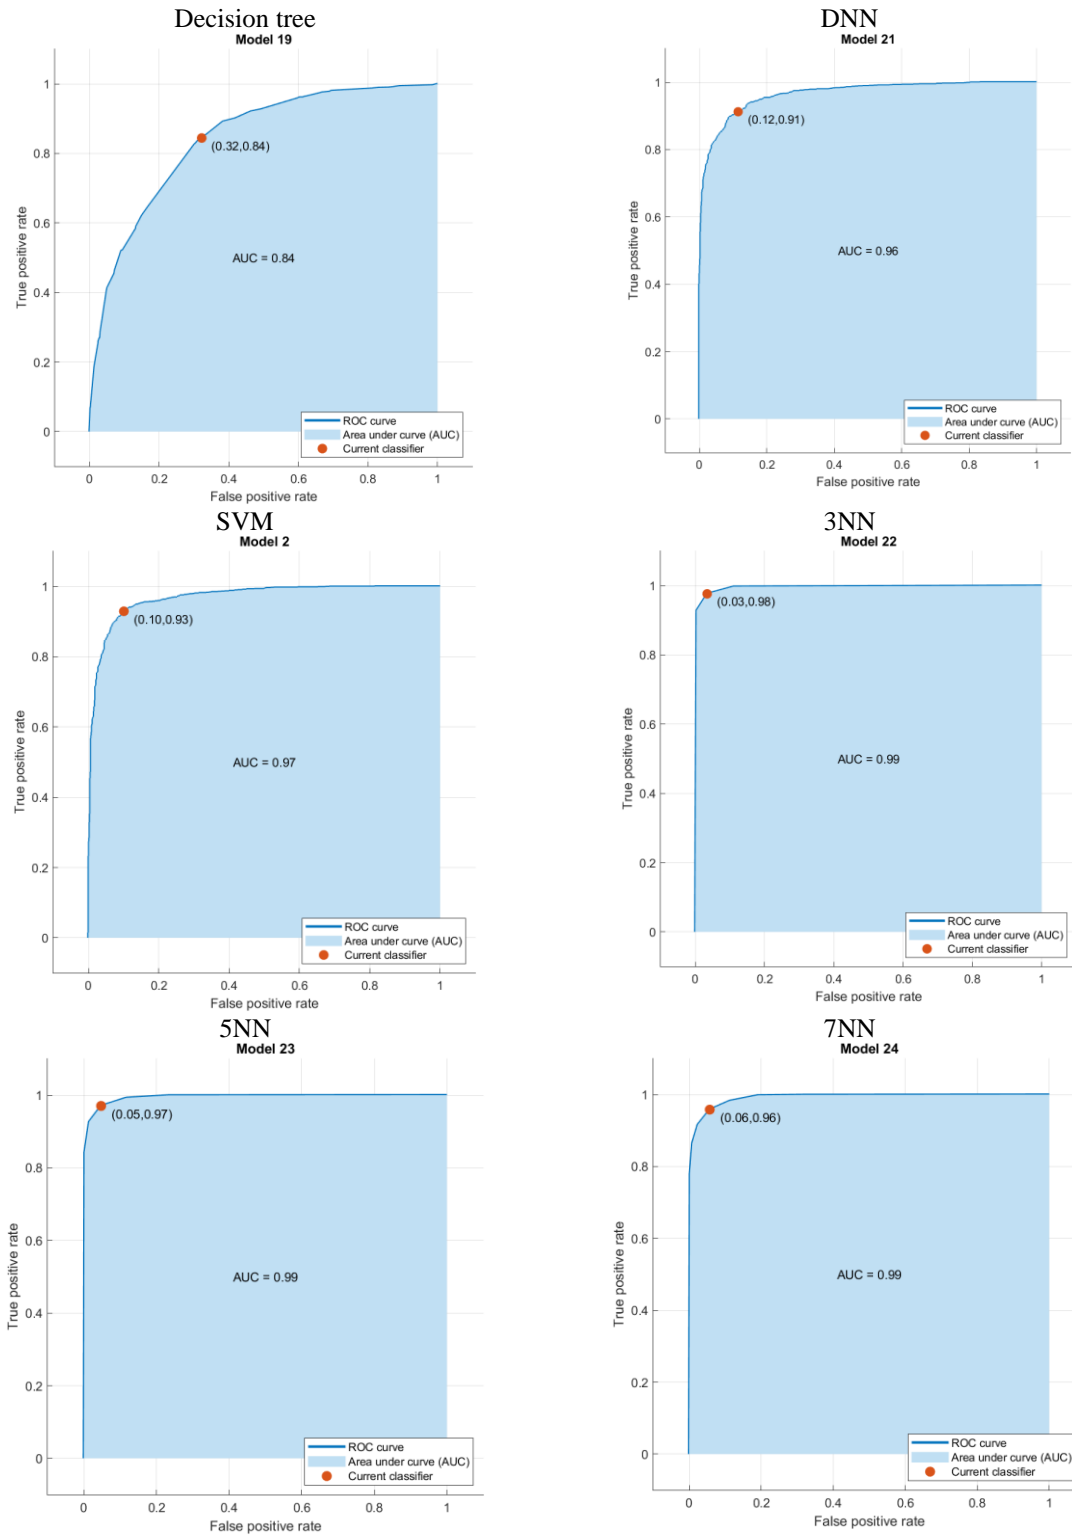 Decision tree
Model 19
1
0.8
0.6
0.4
0.2
0
True positive rate
(0.32,0.84)
AUC = 0.84
ROC curve
Area under curve (AUC)
Current classifier
0 0.2 0.4 0.6 0.8 1
False positive rate
DNN
Model 21
1
0.8
0.6
0.4
0.2
0
True positive rate
(0.12,0.91)
AUC = 0.96
ROC curve
Area under curve (AUC)
Current classifier
0 0.2 0.4 0.6 0.8 1
False positive rate
SVM
Model 2
1
0.8
0.6
0.4
0.2
0
True positive rate
(0.10,0.93)
AUC = 0.97
ROC curve
Area under curve (AUC)
Current classifier
0 0.2 0.4 0.6 0.8 1
False positive rate
3NN
Model 22
1
0.8
0.6
0.4
0.2
0
True positive rate
(0.03,0.98)
AUC = 0.99
ROC curve
Area under curve (AUC)
Current classifier
0 0.2 0.4 0.6 0.8 1
False positive rate
5NN
Model 23
1
0.8
0.6
0.4
0.2
0
True positive rate
(0.05,0.97)
AUC = 0.99
ROC curve
Area under curve (AUC)
Current classifier
0 0.2 0.4 0.6 0.8 1
False positive rate
7NN
Model 24
1
0.8
0.6
0.4
0.2
0
True positive rate
(0.06,0.96)
AUC = 0.99
ROC curve
Area under curve (AUC)
Current classifier
0 0.2 0.4 0.6 0.8 1
False positive rate